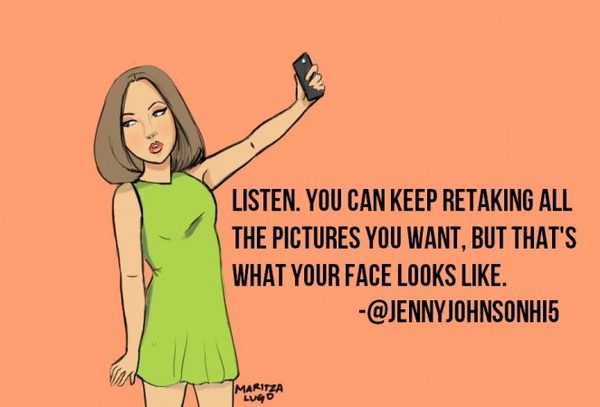 LISTEN. YOU CAN KEEP RETAKING ALL
THE PICTURES YOU WANT, BUT THAT'S
WHAT YOUR FACE LOOKS LIKE.
-@JENNYJOHNSONHI5
MARITZA
LUGO